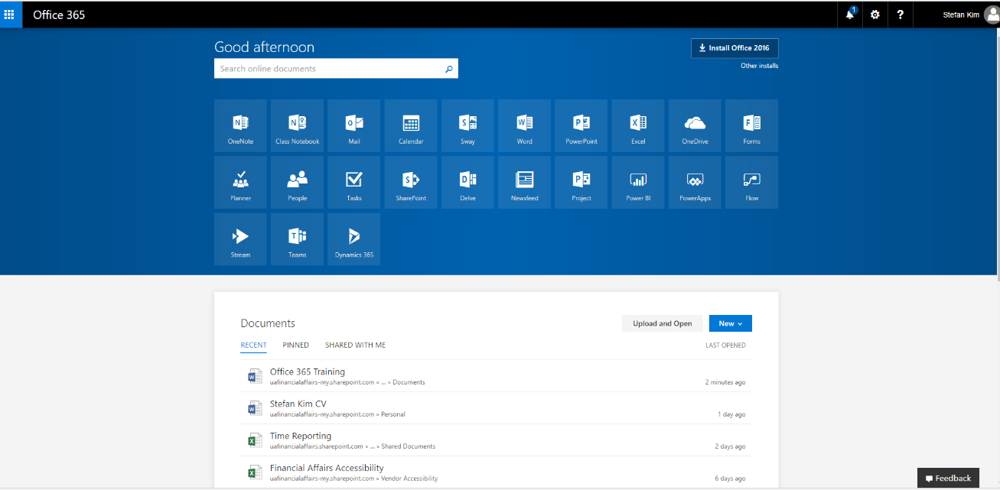 Office 365
1
?
Stefan Kim
Good afternoon
Install Office 2016
Search online documents
Other installs
OneNote
Class Notebook
Mail
Calendar
Sway
Word
PowerPoint
Excel
OneDrive
Forms
Planner
People
Tasks
SharePoint
Delve
Newsfeed
Project
Power BI
PowerApps
Flow
Stream
Teams
Dynamics 365
Documents
Upload and Open
New
RECENT
PINNED
SHARED WITH ME
LAST OPENED
Office 365 Training
uafinancialaffairs-my.sharepoint.com » ... » Documents
2 minutes ago
Stefan Kim CV
uafinancialaffairs-my.sharepoint.com » Personal
1 day ago
Time Reporting
uafinancialaffairs.sharepoint.com » ... » Shared Documents
2 days ago
Financial Affairs Accessibility
uafinancialaffairs-my.sharepoint.com » Vendor Accessibility
6 days ago
Feedback